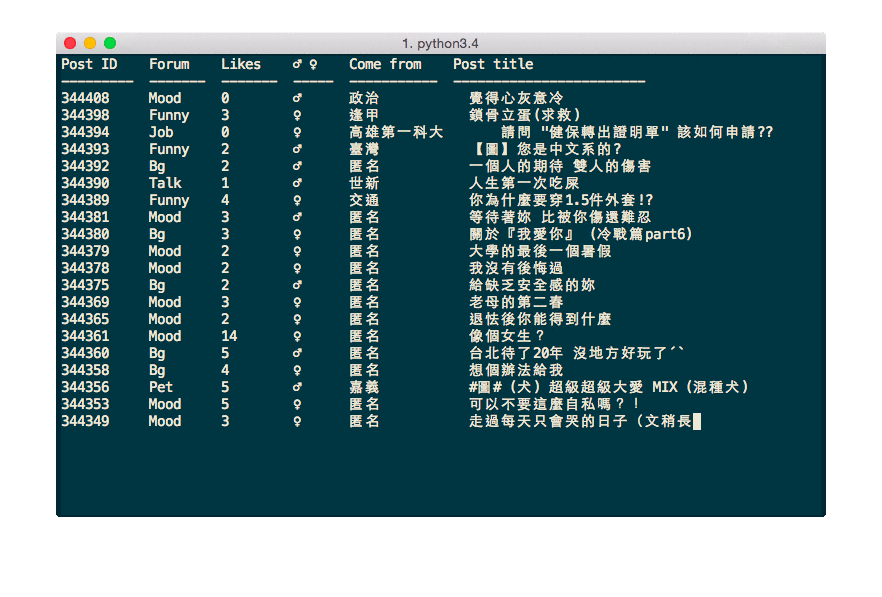 1. python3.4
Post ID Forum Likes ♂ ♀ Come from Post title
344408 Mood 0 ♂ 政治 覺得心灰意冷
344398 Funny 3 ♀ 逢甲 鎖骨立蛋(求救)
344394 Job 0 ♀ 高雄第一科大 請問 "健保轉出證明單" 該如何申請??
344393 Funny 2 ♂ 臺灣 【圖】您是中文系的?
344392 Bg 2 ♂ 匿名 一個人的期待 雙人的傷害
344390 Talk 1 ♂ 世新 人生第一次吃屎
344389 Funny 4 ♀ 交通 你為什麼要穿1.5件外套!?
344381 Mood 3 ♂ 匿名 等待著妳 比被你傷還難忍
344380 Bg 3 ♀ 匿名 關於『我愛你』 (冷戰篇part6)
344379 Mood 2 ♀ 匿名 大學的最後一個暑假
344378 Mood 2 ♀ 匿名 我沒有後悔過
344375 Bg 2 ♂ 匿名 給缺乏安全感的妳
344369 Mood 3 ♀ 匿名 老母的第二春
344365 Mood 2 ♀ 匿名 退怯後你能得到什麼
344361 Mood 14 ♀ 匿名 像個女生？
344360 Bg 5 ♂ 匿名 台北待了20年 沒地方好玩了ˊˋ
344358 Bg 4 ♀ 匿名 想個辦法給我
344356 Pet 5 ♂ 嘉義 #圖#（犬）超級超級大愛 MIX（混種犬）
344353 Mood 5 ♀ 匿名 可以不要這麼自私嗎？！
344349 Mood 3 ♀ 匿名 走過每天只會哭的日子（文稍長